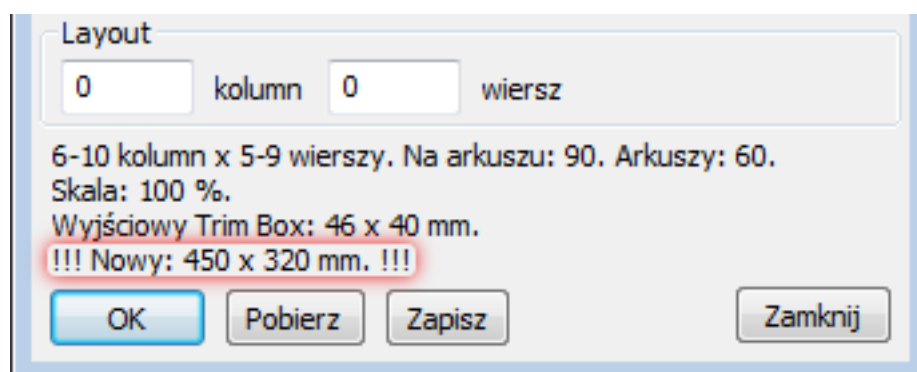 Layout
0 kolumn 0 wiersz
6-10 kolumn x 5-9 wierszy. Na arkuszu: 90. Arkuszy: 60.
Skala: 100 %.
Wyjściowy Trim Box: 46 x 40 mm.
!!! Nowy: 450 x 320 mm. !!!
OK Pobierz Zapisz Zamknij